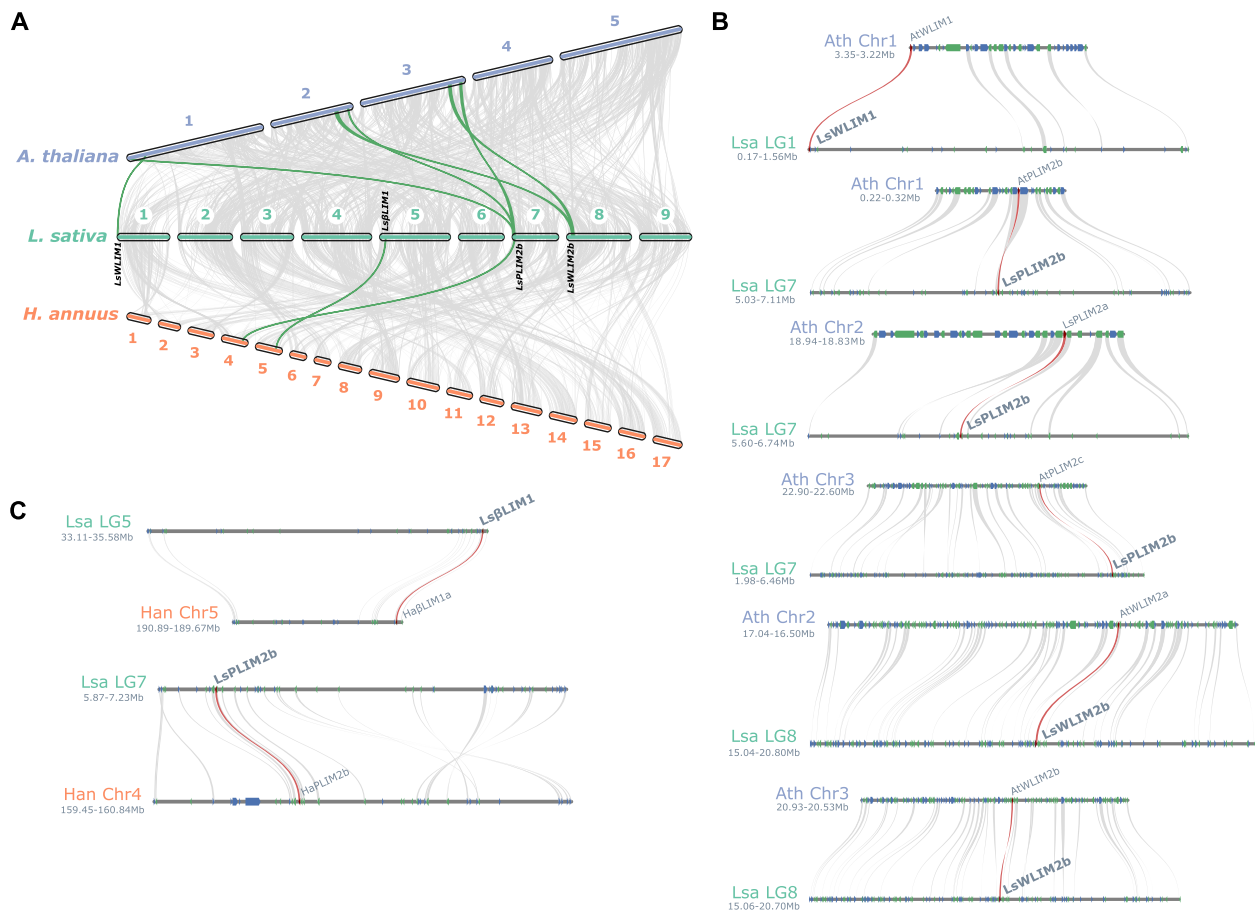 A
1
2
3
4
5
A. thaliana
LsWLIM1
1
2
3
4
LsβLIM1
5
6
LsPLIM2b
7
LsWLIM2b
8
9
L. sativa
H. annuus
1
2
3
4
5
6
7
8
9
10
11
12
13
14
15
16
17
B
Ath Chr1
3.35-3.22Mb
AtWLIM1
LsWLIM1
Lsa LG1
0.17-1.56Mb
Ath Chr1
0.22-0.32Mb
AtPLIM2b
LsPLIM2b
Lsa LG7
5.03-7.11Mb
Ath Chr2
18.94-18.83Mb
LsPLIM2a
LsPLIM2b
Lsa LG7
5.60-6.74Mb
Ath Chr3
22.90-22.60Mb
AtPLIM2c
LsPLIM2b
Lsa LG7
1.98-6.46Mb
Ath Chr2
17.04-16.50Mb
AtWLIM2a
LsWLIM2b
Lsa LG8
15.04-20.80Mb
Ath Chr3
20.93-20.53Mb
AtWLIM2b
LsWLIM2b
Lsa LG8
15.06-20.70Mb
C
Lsa LG5
33.11-35.58Mb
LsβLIM1
Han Chr5
190.89-189.67Mb
HaβLIM1a
Lsa LG7
5.87-7.23Mb
LsPLIM2b
Han Chr4
159.45-160.84Mb
HaPLIM2b